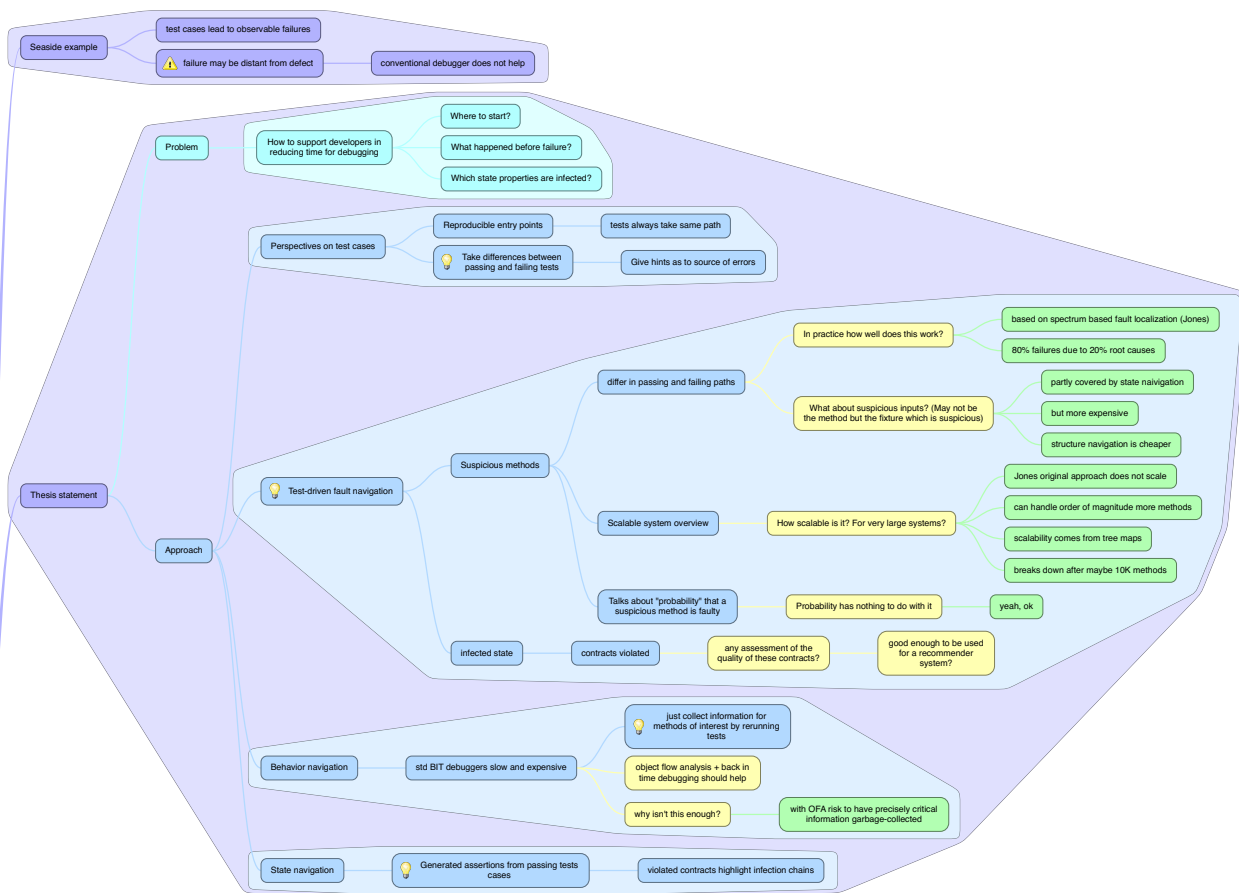 Seaside example
test cases lead to observable failures
failure may be distant from defect
conventional debugger does not help
Thesis statement
Problem
How to support developers in
reducing time for debugging
Where to start?
What happened before failure?
Which state properties are infected?
Approach
Perspectives on test cases
Reproducible entry points
tests always take same path
Take differences between
passing and failing tests
Give hints as to source of errors
Test-driven fault navigation
Suspicious methods
differ in passing and failing paths
In practice how well does this work?
based on spectrum based fault localization (Jones)
80% failures due to 20% root causes
What about suspicious inputs? (May not be
the method but the fixture which is suspicious)
partly covered by state naivigation
but more expensive
structure navigation is cheaper
Scalable system overview
How scalable is it? For very large systems?
Jones original approach does not scale
can handle order of magnitude more methods
scalability comes from tree maps
breaks down after maybe 10K methods
Talks about "probability" that a
suspicious method is faulty
Probability has nothing to do with it
yeah, ok
infected state
contracts violated
any assessment of the
quality of these contracts?
good enough to be used
for a recommender
system?
Behavior navigation
std BIT debuggers slow and expensive
just collect information for
methods of interest by rerunning
tests
object flow analysis + back in
time debugging should help
why isn't this enough?
with OFA risk to have precisely critical
information garbage-collected
State navigation
Generated assertions from passing tests
cases
violated contracts highlight infection chains